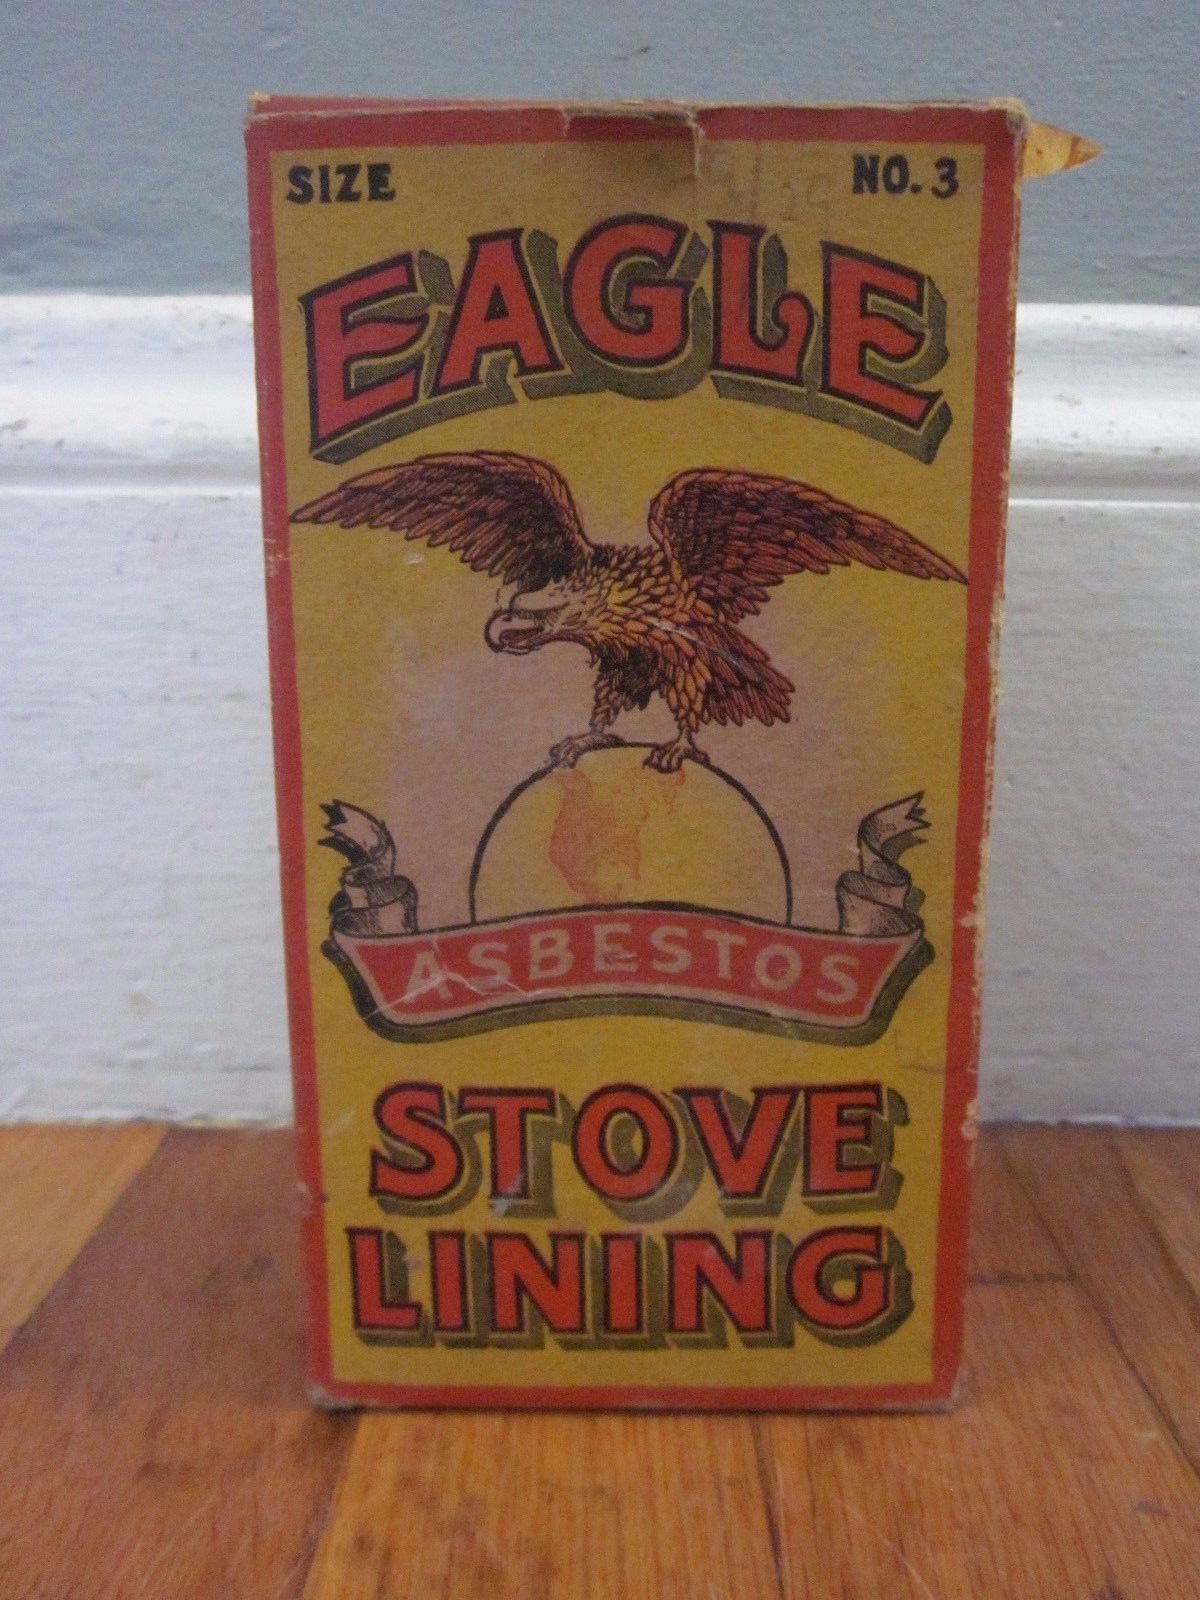 SIZE NO. 3
EAGLE
ASBESTOS
STOVE
LINING